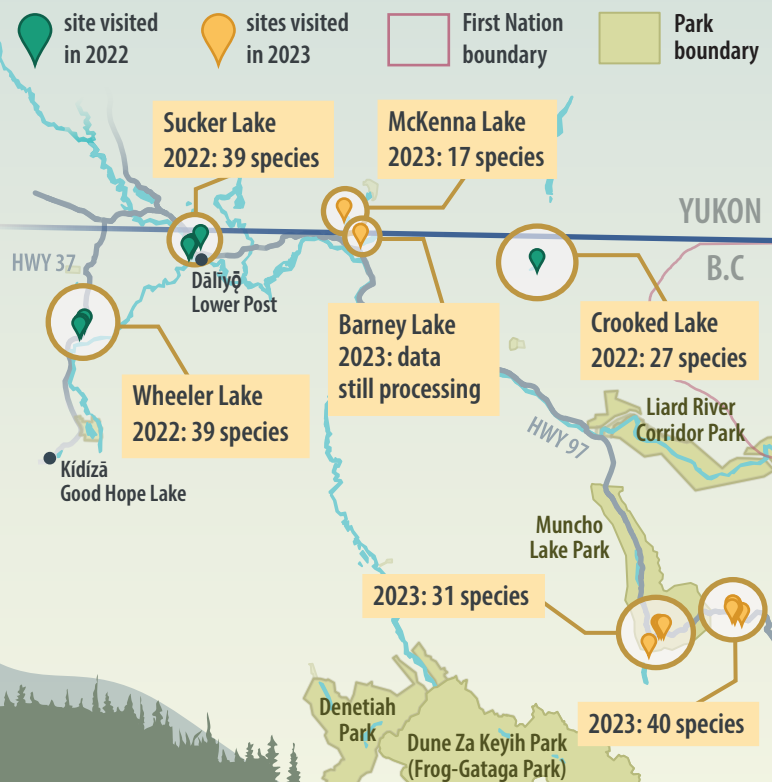 site visited
in 2022
sites visited
in 2023
First Nation
boundary
Park
boundary
Sucker Lake
2022: 39 species
McKenna Lake
2023: 17 species
YUKON
B.C
HWY 37
Dālīyǭ
Lower Post
Barney Lake
2023: data
still processing
Crooked Lake
2022: 27 species
Wheeler Lake
2022: 39 species
HWY 97
Liard River
Corridor Park
Kídízā
Good Hope Lake
Muncho
Lake Park
2023: 31 species
Denetiah
Park
Dune Za Keyih Park
(Frog-Gataga Park)
2023: 40 species